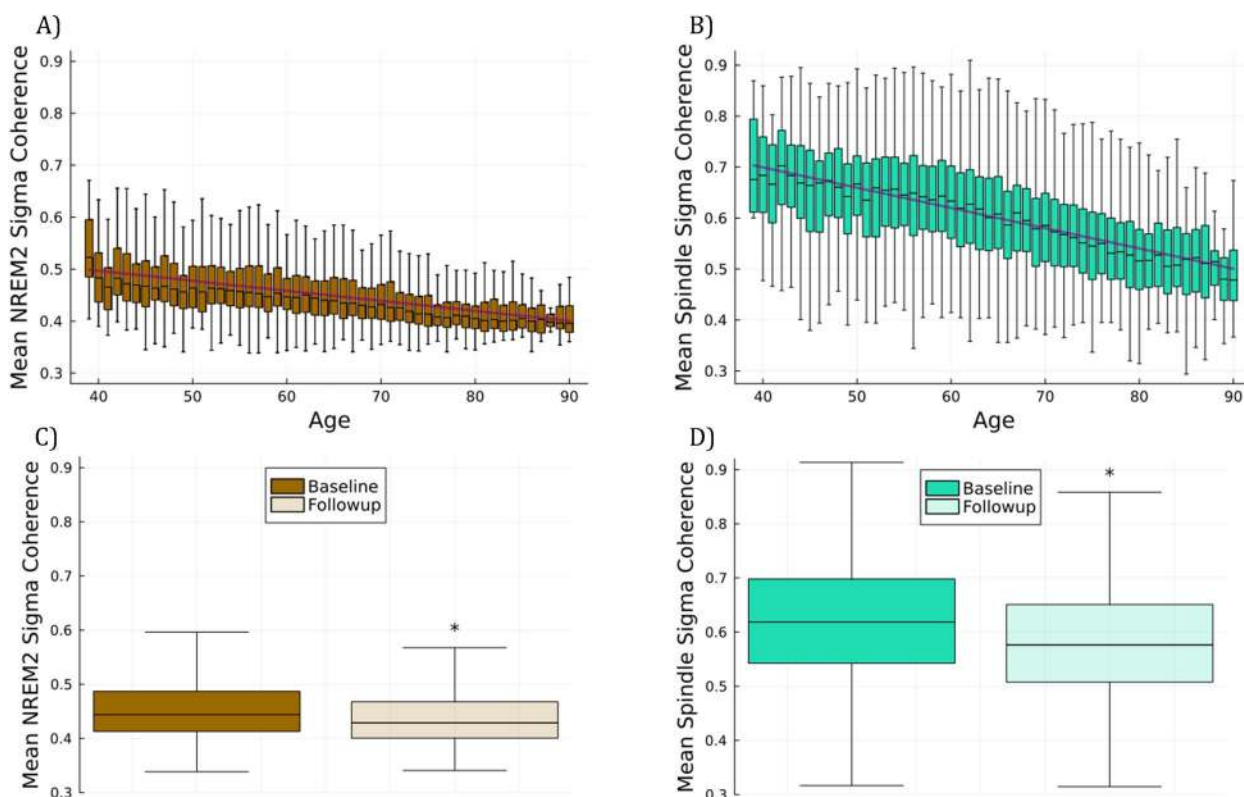 A)
Mean NREM2 Sigma Coherence
0.9
0.8
0.7
0.6
0.5
0.4
0.3
40 50 60 70 80 90
Age
B)
Mean Spindle Sigma Coherence
0.9
0.8
0.7
0.6
0.5
0.4
0.3
40 50 60 70 80 90
Age
C)
Mean NREM2 Sigma Coherence
0.9
0.8
0.7
0.6
0.5
0.4
0.3
Baseline
Followup
*
D)
Mean Spindle Sigma Coherence
0.9
0.8
0.7
0.6
0.5
0.4
0.3
Baseline
Followup
*